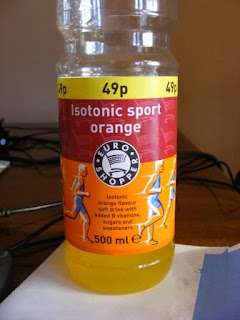 49p 49p 49p
Isotonic sport
orange
EURO
SHOPPER
isotonic
orange flavour
soft drink with
added B vitamins,
sugars and
sweeteners
500 ml e